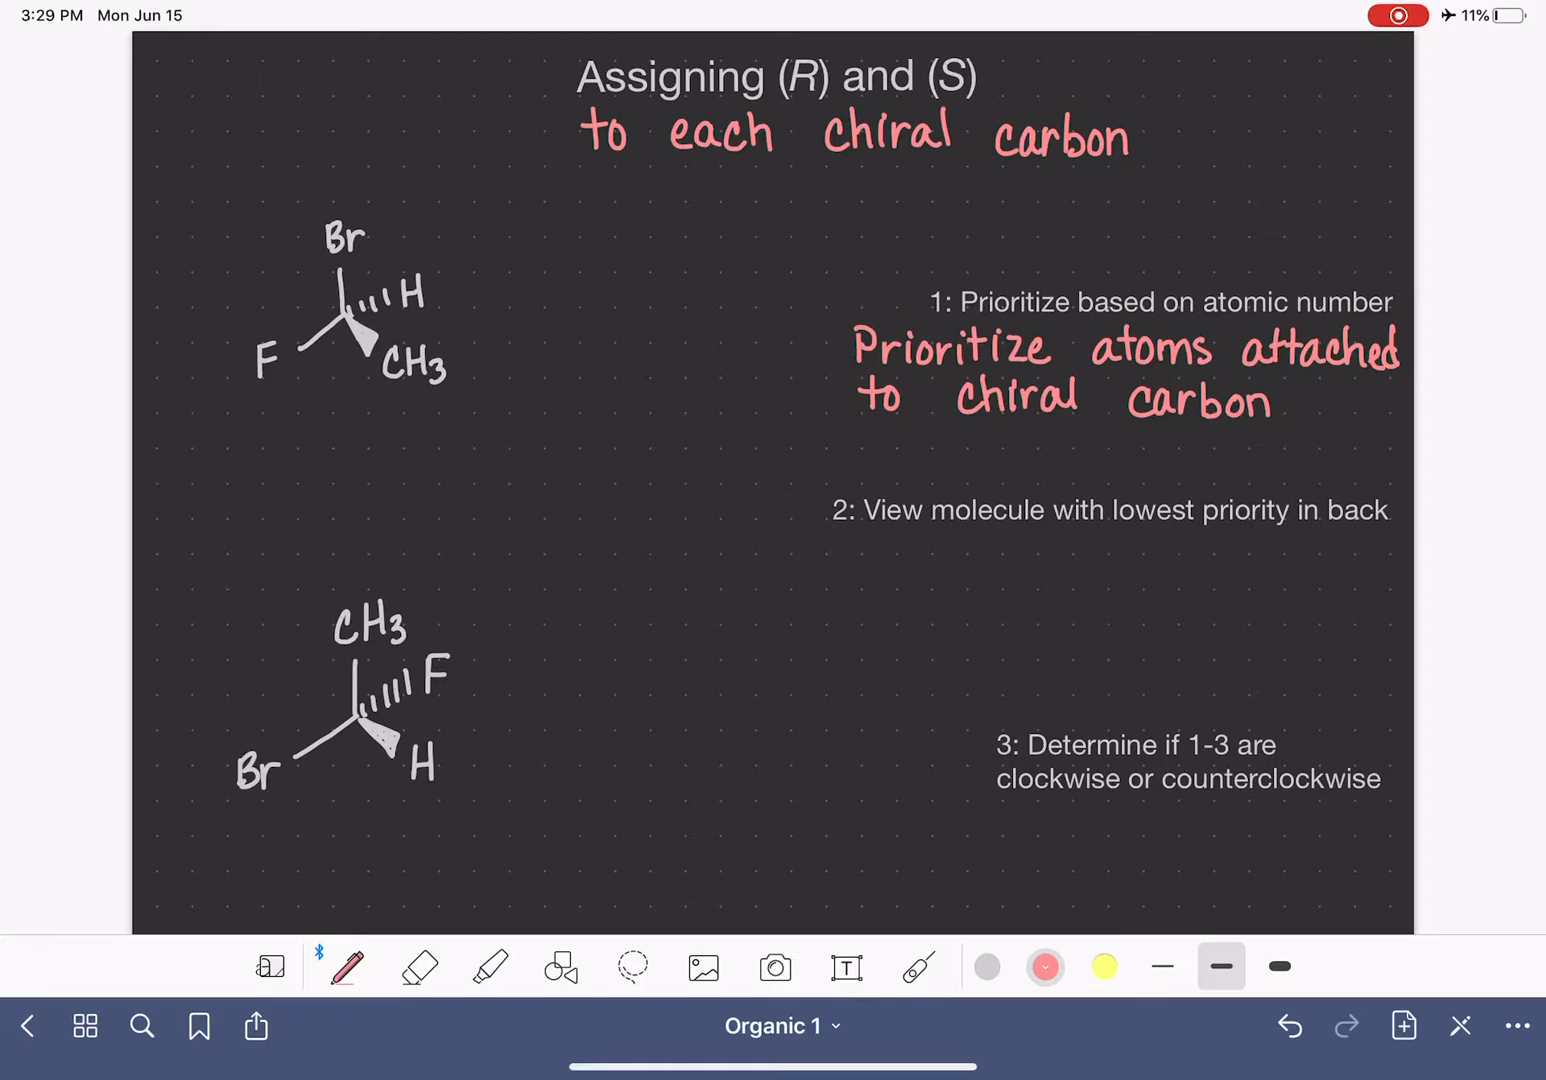 3:29 PM Mon Jun 15
11%
Assigning (R) and (S)
to each chiral carbon
Br
H
F
CH3
1: Prioritize based on atomic number
Prioritize atoms attached
to chiral carbon
2: View molecule with lowest priority in back
CH3
F
Br
H
3: Determine if 1-3 are
clockwise or counterclockwise
a
T
Organic 1